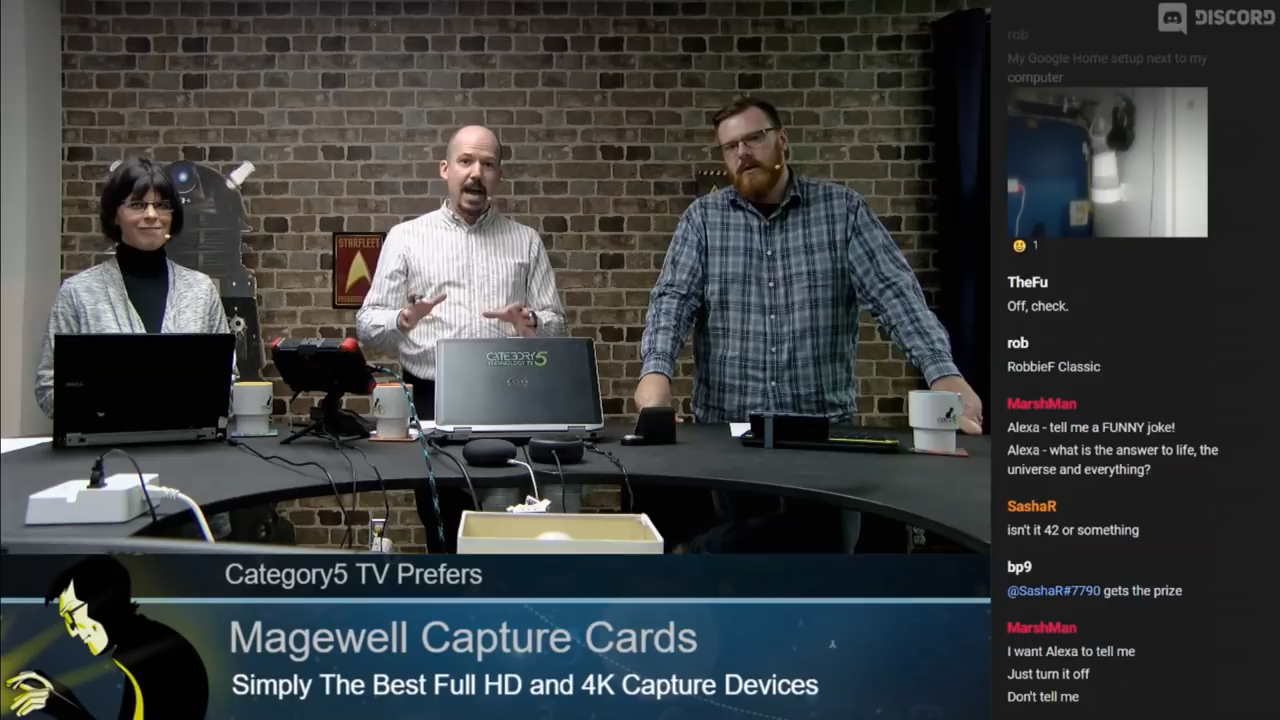 STARFLEET
CATEGORY5
TECHNOLOGY TV
DELL
Category5 TV Prefers
Magewell Capture Cards
Simply The Best Full HD and 4K Capture Devices
DISCORD
rob
My Google Home setup next to my
computer
1
TheFu
Off, check.
rob
RobbieF Classic
MarshMan
Alexa - tell me a FUNNY joke!
Alexa - what is the answer to life, the
universe and everything?
SashaR
isn't it 42 or something
bp9
@SashaR#7790 gets the prize
MarshMan
I want Alexa to tell me
Just turn it off
Don't tell me